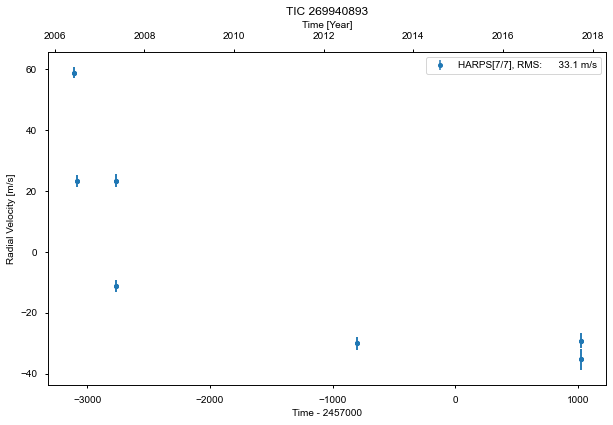 TIC 269940893
Time [Year]
2006 2008 2010 2012 2014 2016 2018
HARPS[7/7], RMS: 33.1 m/s
60
40
20
0
−20
−40
Radial Velocity [m/s]
−3000 −2000 −1000 0 1000
Time - 2457000